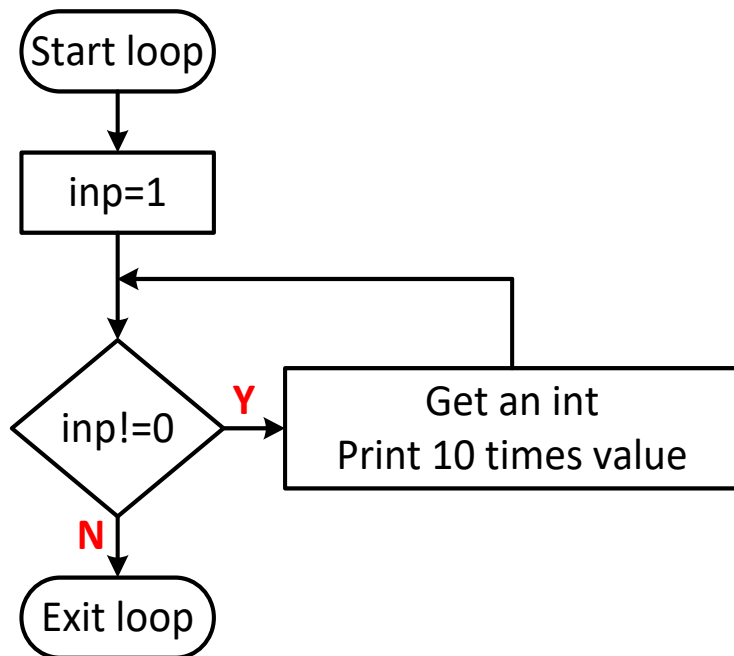 Start loop
inp=1
inp!=0
Y
Get an int
Print 10 times value
N
Exit loop